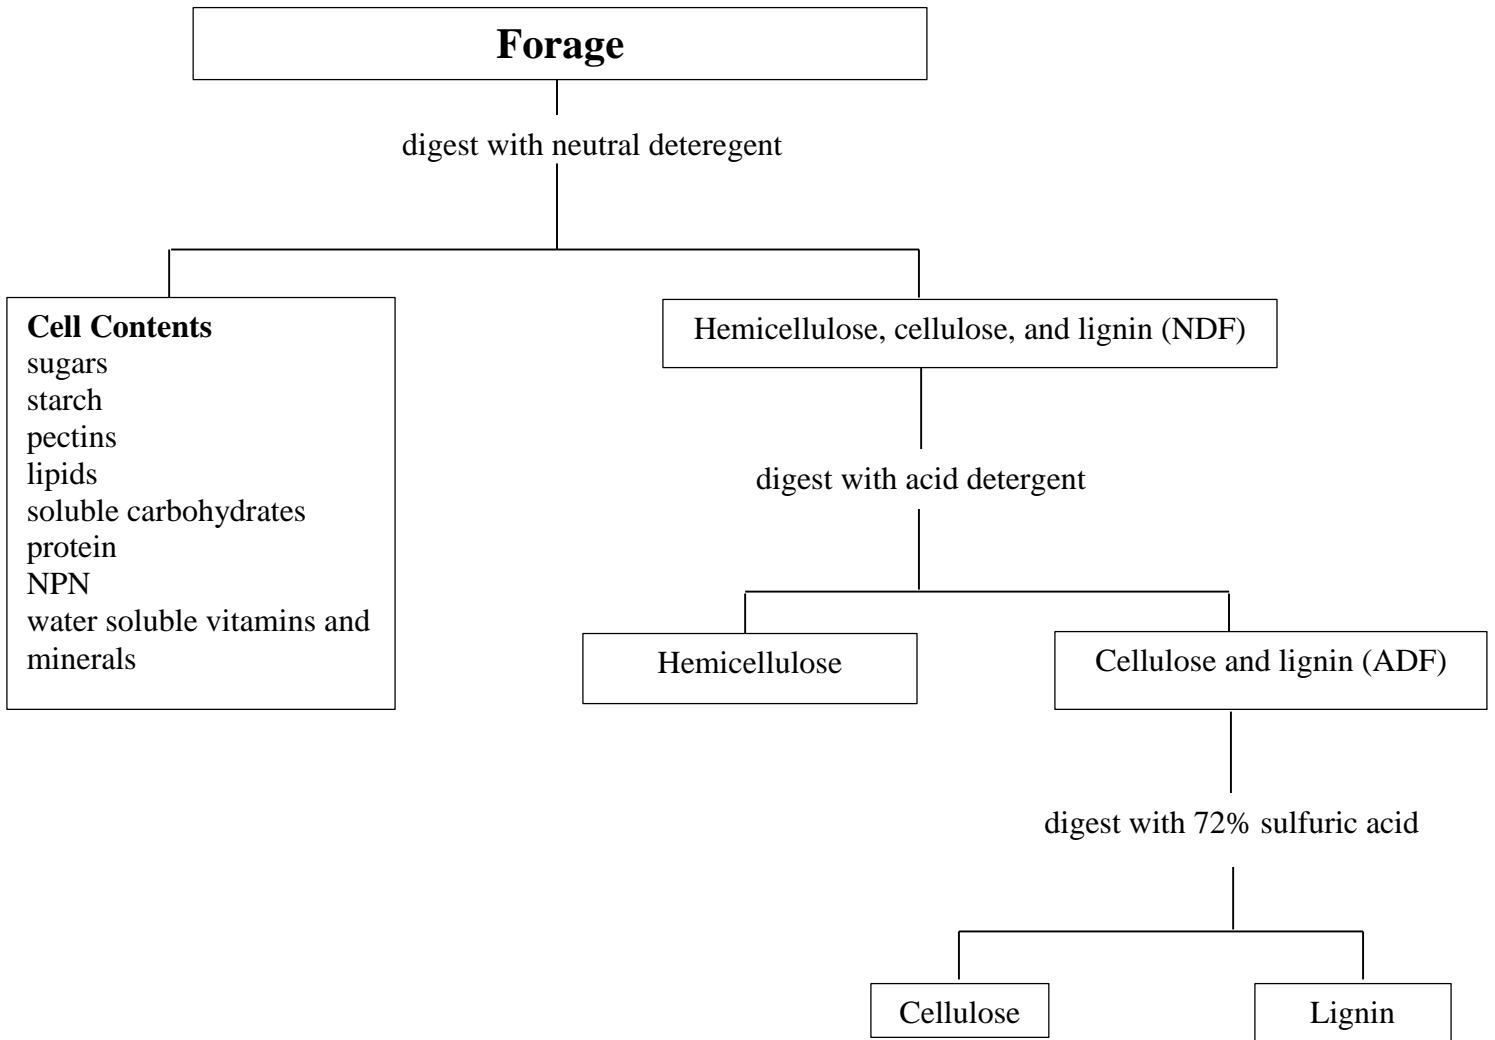 Forage
digest with neutral deteregent
Cell Contents
sugars
starch
pectins
lipids
soluble carbohydrates
protein
NPN
water soluble vitamins and
minerals
Hemicellulose, cellulose, and lignin (NDF)
digest with acid detergent
Hemicellulose
Cellulose and lignin (ADF)
digest with 72% sulfuric acid
Cellulose
Lignin